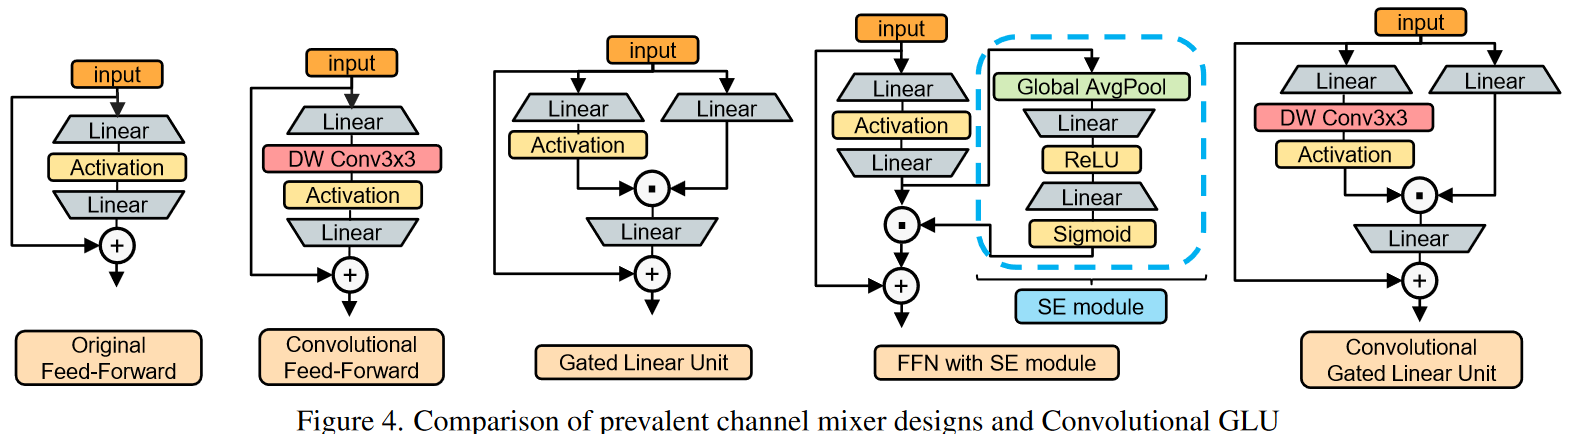 input
Linear
Activation
Linear
+
Original
Feed-Forward
input
Linear
DW Conv3x3
Activation
Linear
+
Convolutional
Feed-Forward
input
Linear
Linear
Activation
Linear
+
Gated Linear Unit
input
Linear
Activation
Linear
+
Global AvgPool
Linear
ReLU
Linear
Sigmoid
SE module
FFN with SE module
input
Linear
Linear
DW Conv3x3
Activation
Linear
+
Convolutional
Gated Linear Unit
Figure 4. Comparison of prevalent channel mixer designs and Convolutional GLU